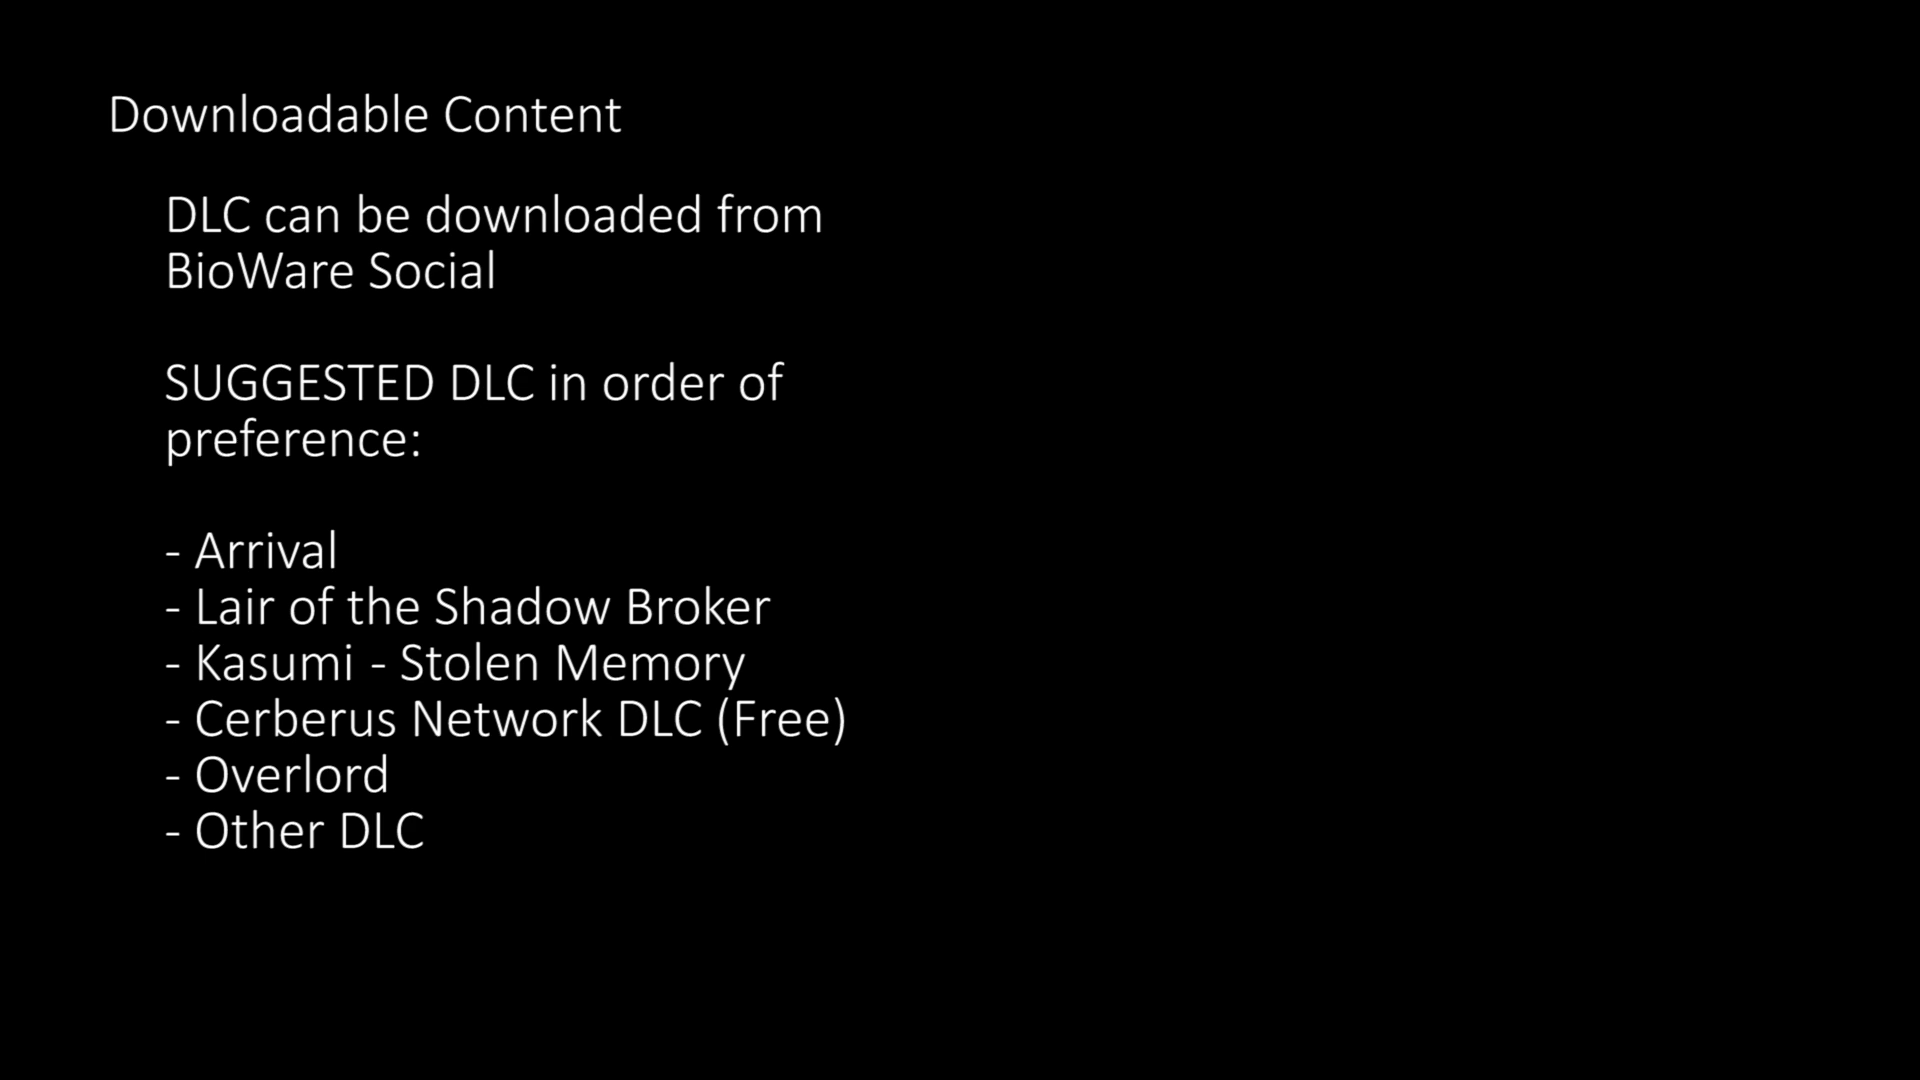 Downloadable Content
DLC can be downloaded from
BioWare Social
SUGGESTED DLC in order of
preference:
- Arrival
- Lair of the Shadow Broker
- Kasumi - Stolen Memory
- Cerberus Network DLC (Free)
- Overlord
- Other DLC